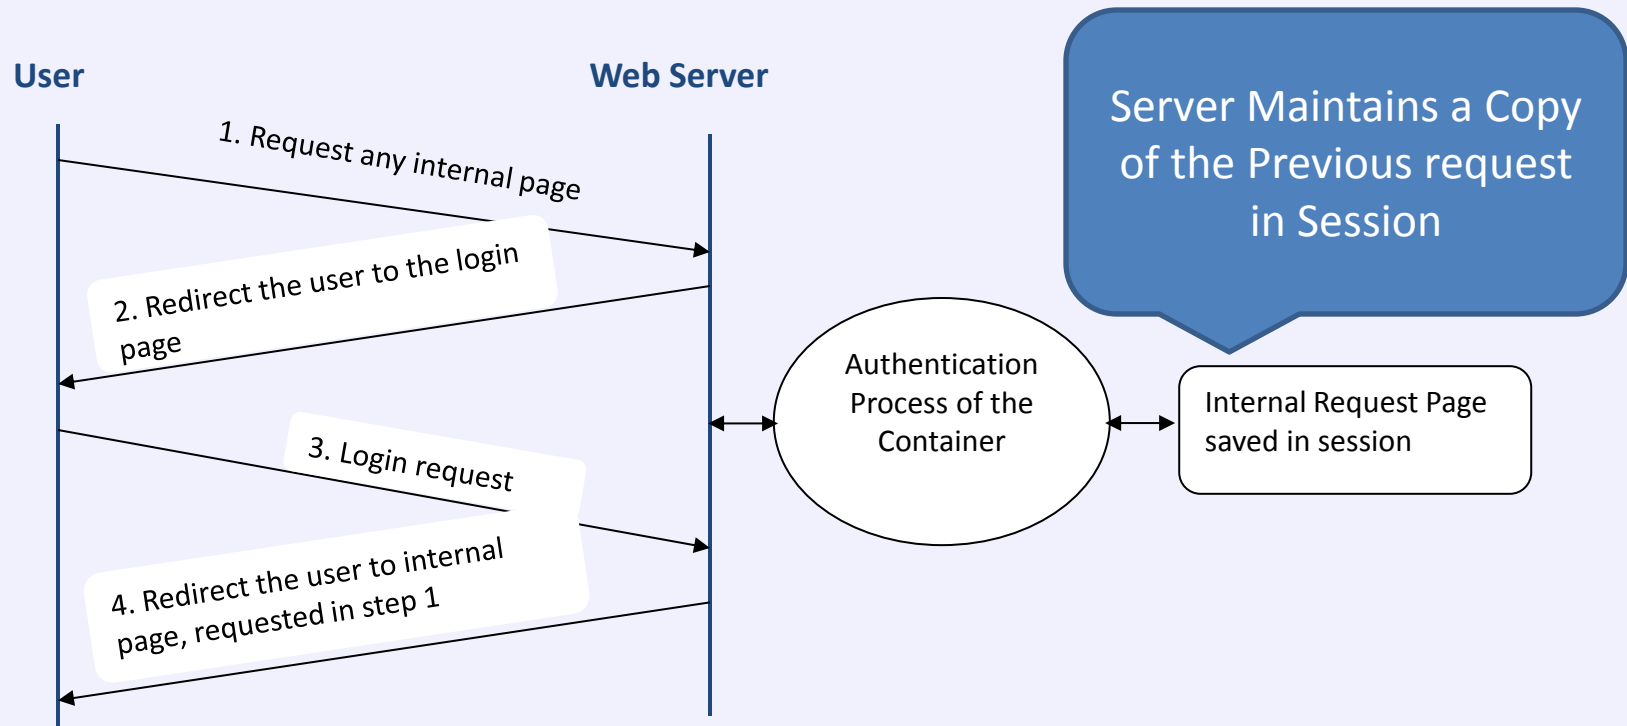 User
Web Server
1. Request any internal page
2. Redirect the user to the login
page
3. Login request
4. Redirect the user to internal
page, requested in step 1
Authentication
Process of the
Container
Server Maintains a Copy
of the Previous request
in Session
Internal Request Page
saved in session